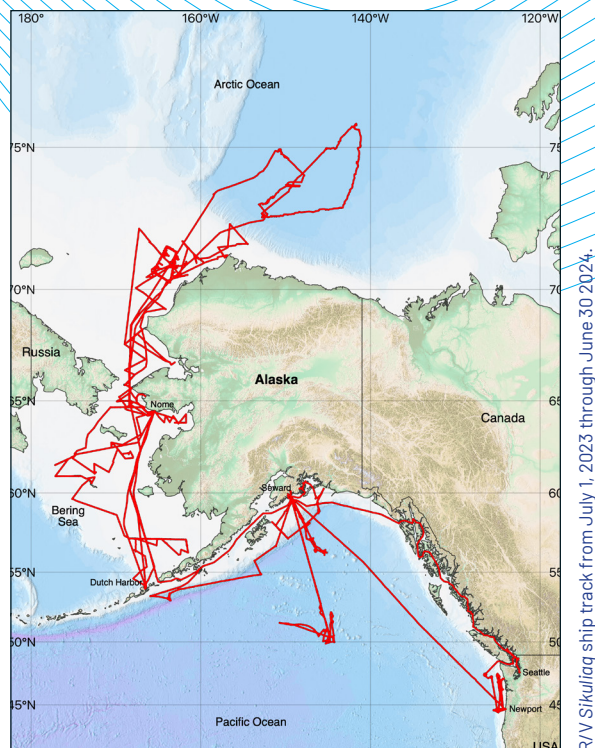 180°
160°W
140°W
120°W
Arctic Ocean
75°N
75
70°N
70
Russia
Alaska
65°N
65
Nome
Canada
60°N
60
Seward
Bering
Sea
55°N
55
Dutch Harbor
50°N
50
Seattle
45°N
45
Newport
Pacific Ocean
USA
R/V Sikuliaq ship track from July 1, 2023 through June 30 2024.